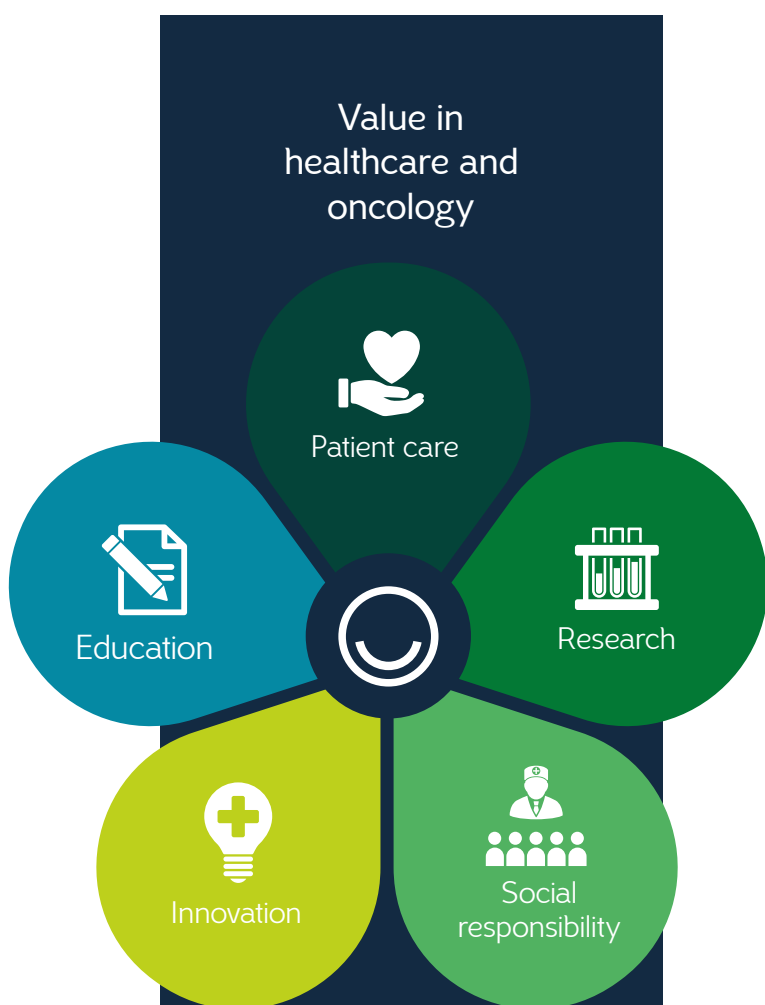 Value in
healthcare and
oncology
Patient care
Education
Research
Innovation
Social
responsibility